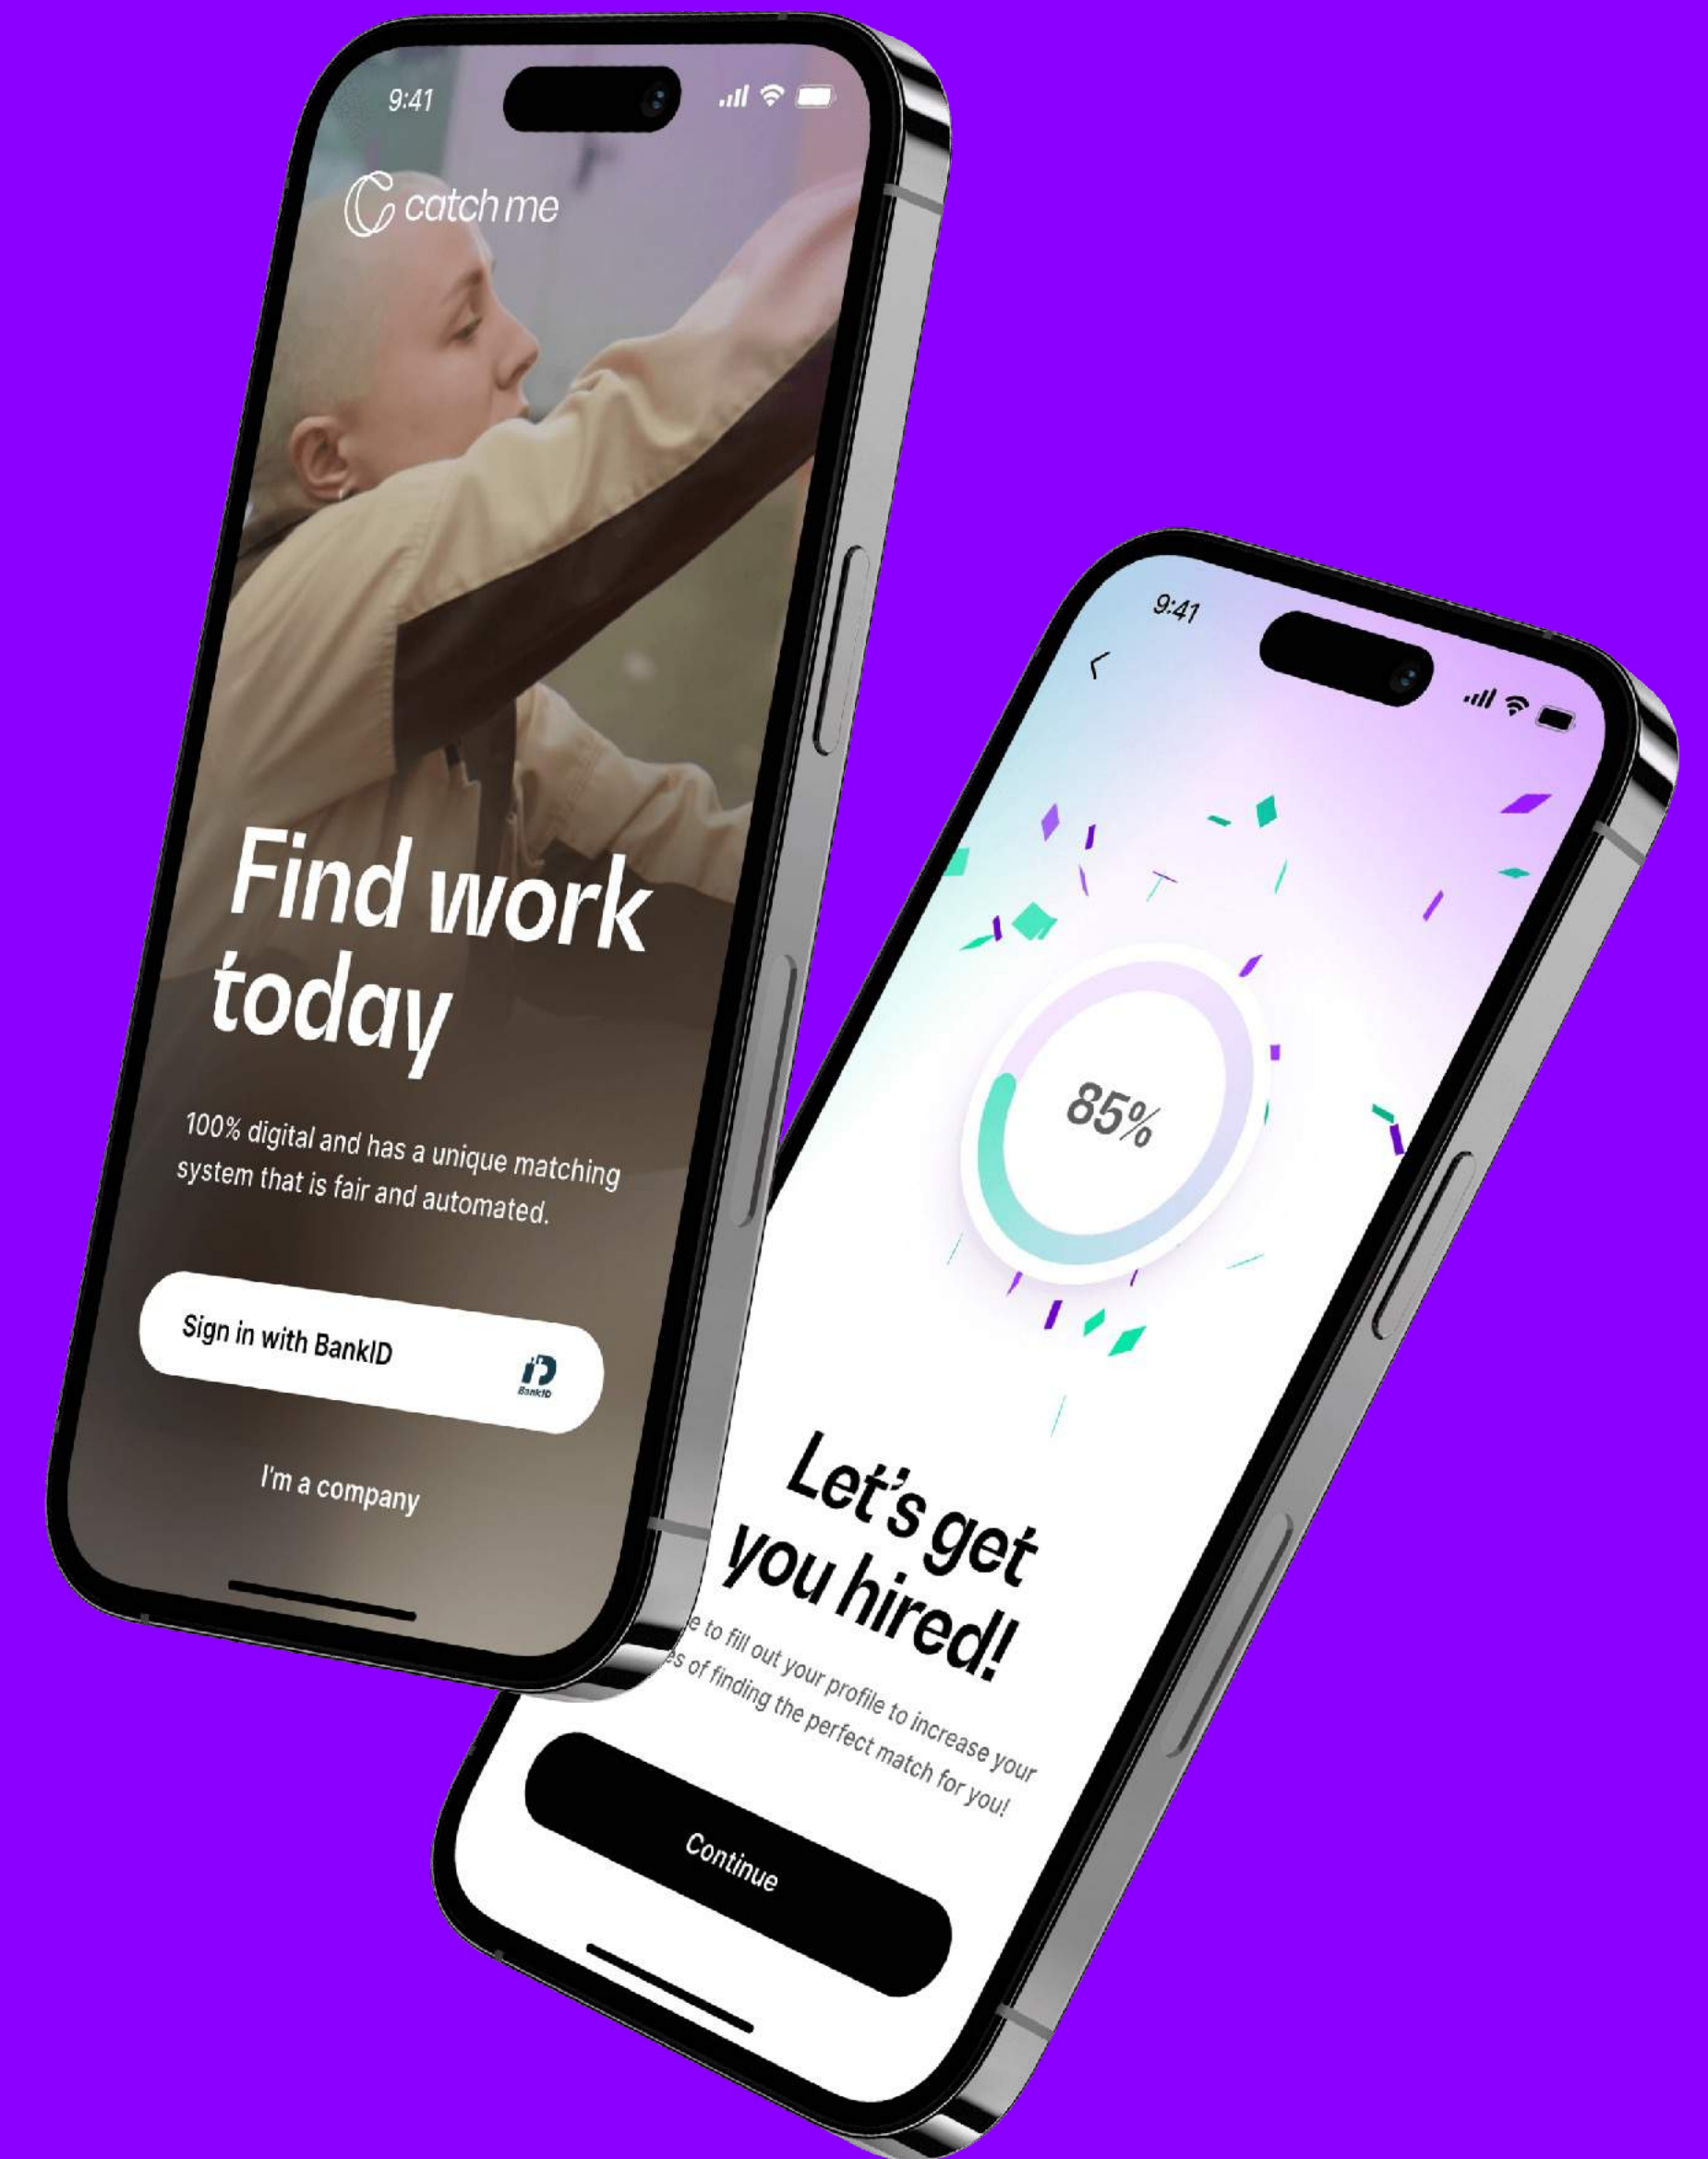 9:41
catch me
Find work
today
100% digital and has a unique matching
system that is fair and automated.
Sign in with BankID
BankID
I'm a company
9:41
85%
Let's get
you hired!
to fill out your profile to increase your
of finding the perfect match for you!
Continue